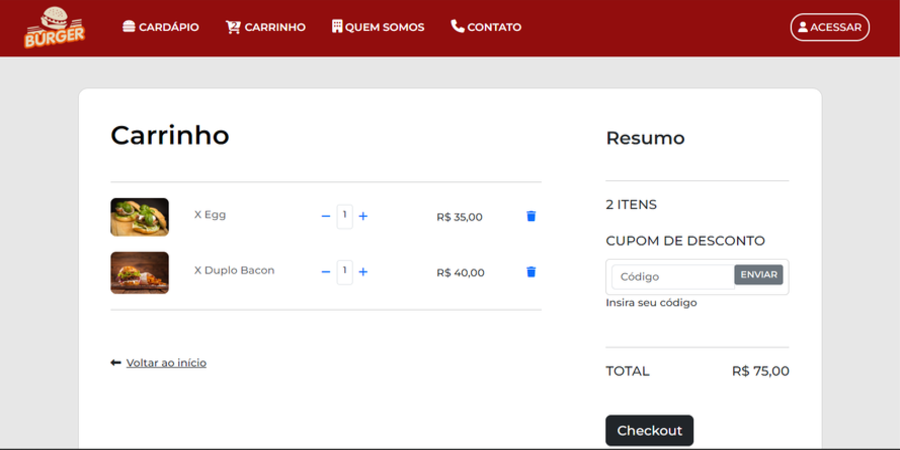 BURGER
CARDÁPIO
2
CARRINHO
QUEM SOMOS
CONTATO
ACESSAR
Carrinho
X Egg
− 1 +
R$ 35,00
X Duplo Bacon
− 1 +
R$ 40,00
Voltar ao início
Resumo
2 ITENS
CUPOM DE DESCONTO
Código
ENVIAR
Insira seu código
TOTAL R$ 75,00
Checkout